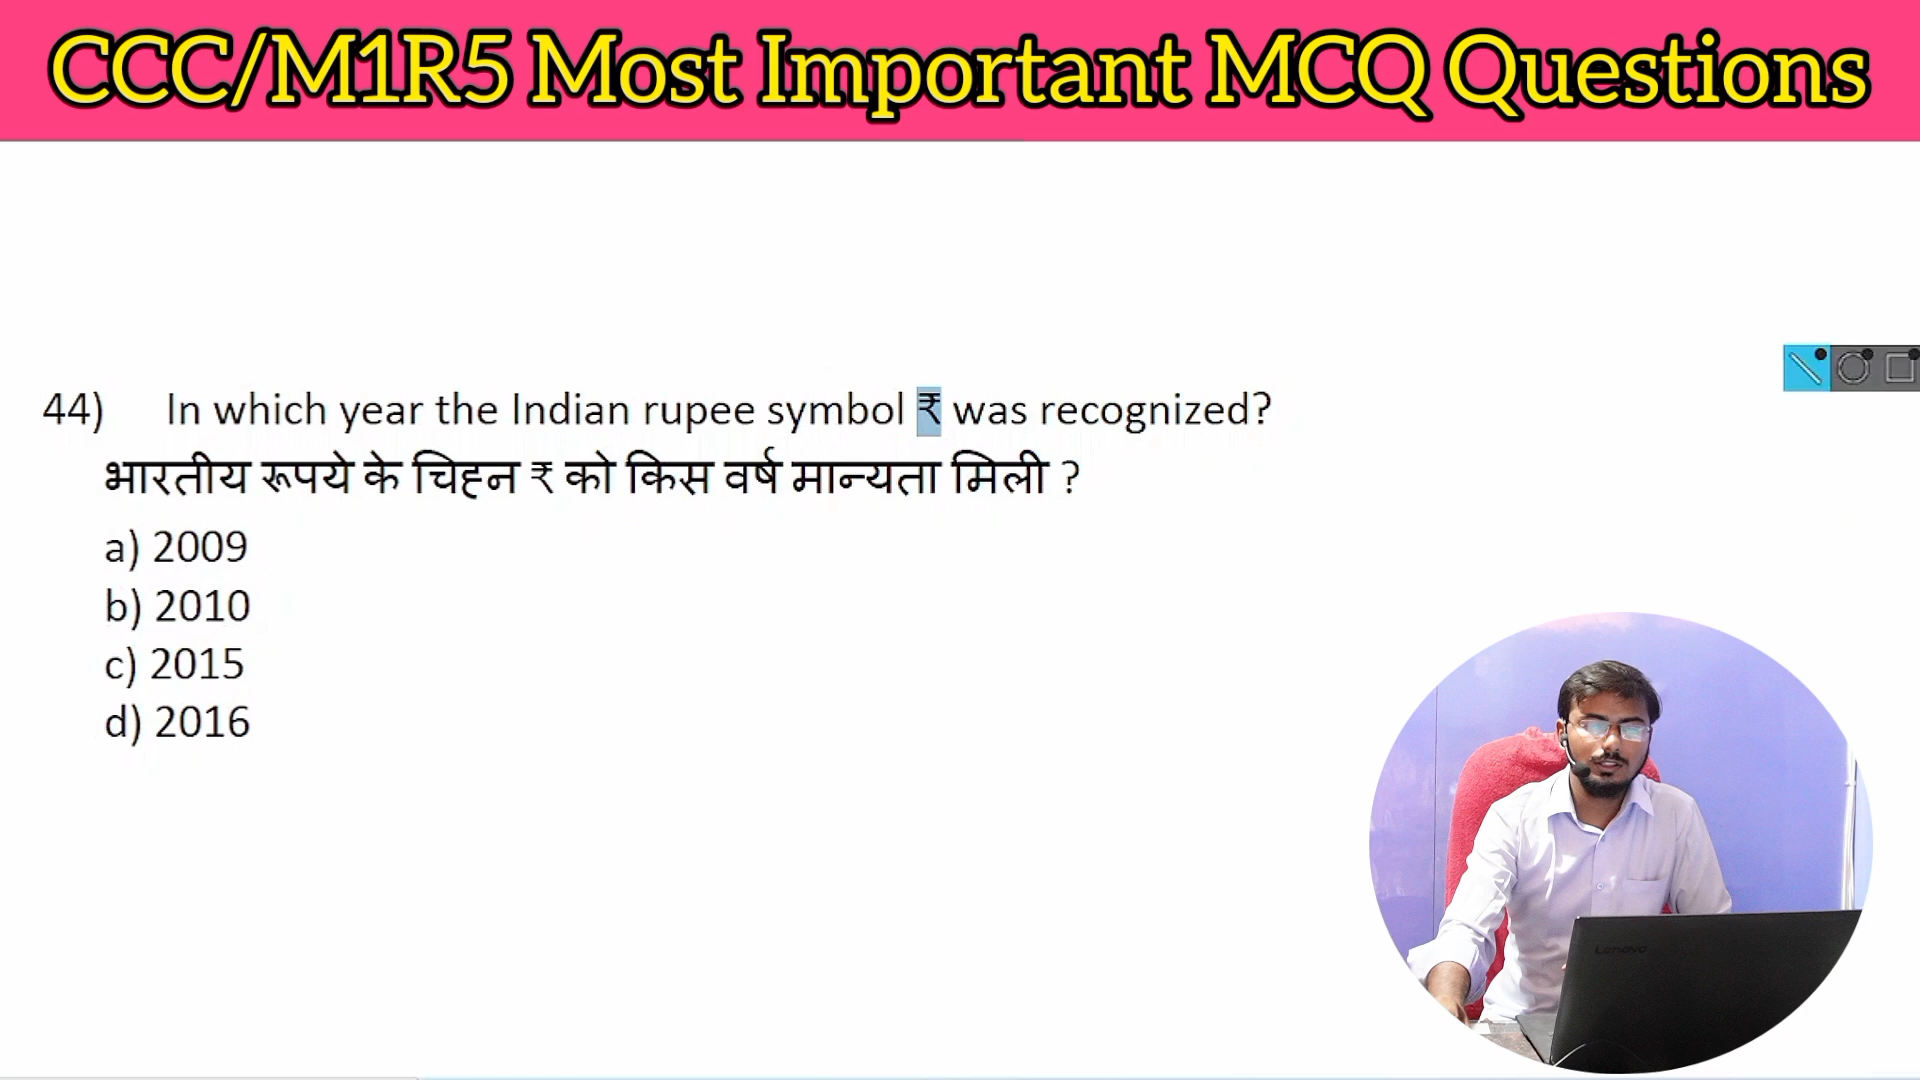 CCC/M1R5 Most Important MCQ Questions
44) In which year the Indian rupee symbol ₹ was recognized?
भारतीय रूपये के चिह्न ₹ को किस वर्ष मान्यता मिली ?
a) 2009
b) 2010
c) 2015
d) 2016
Lenovo